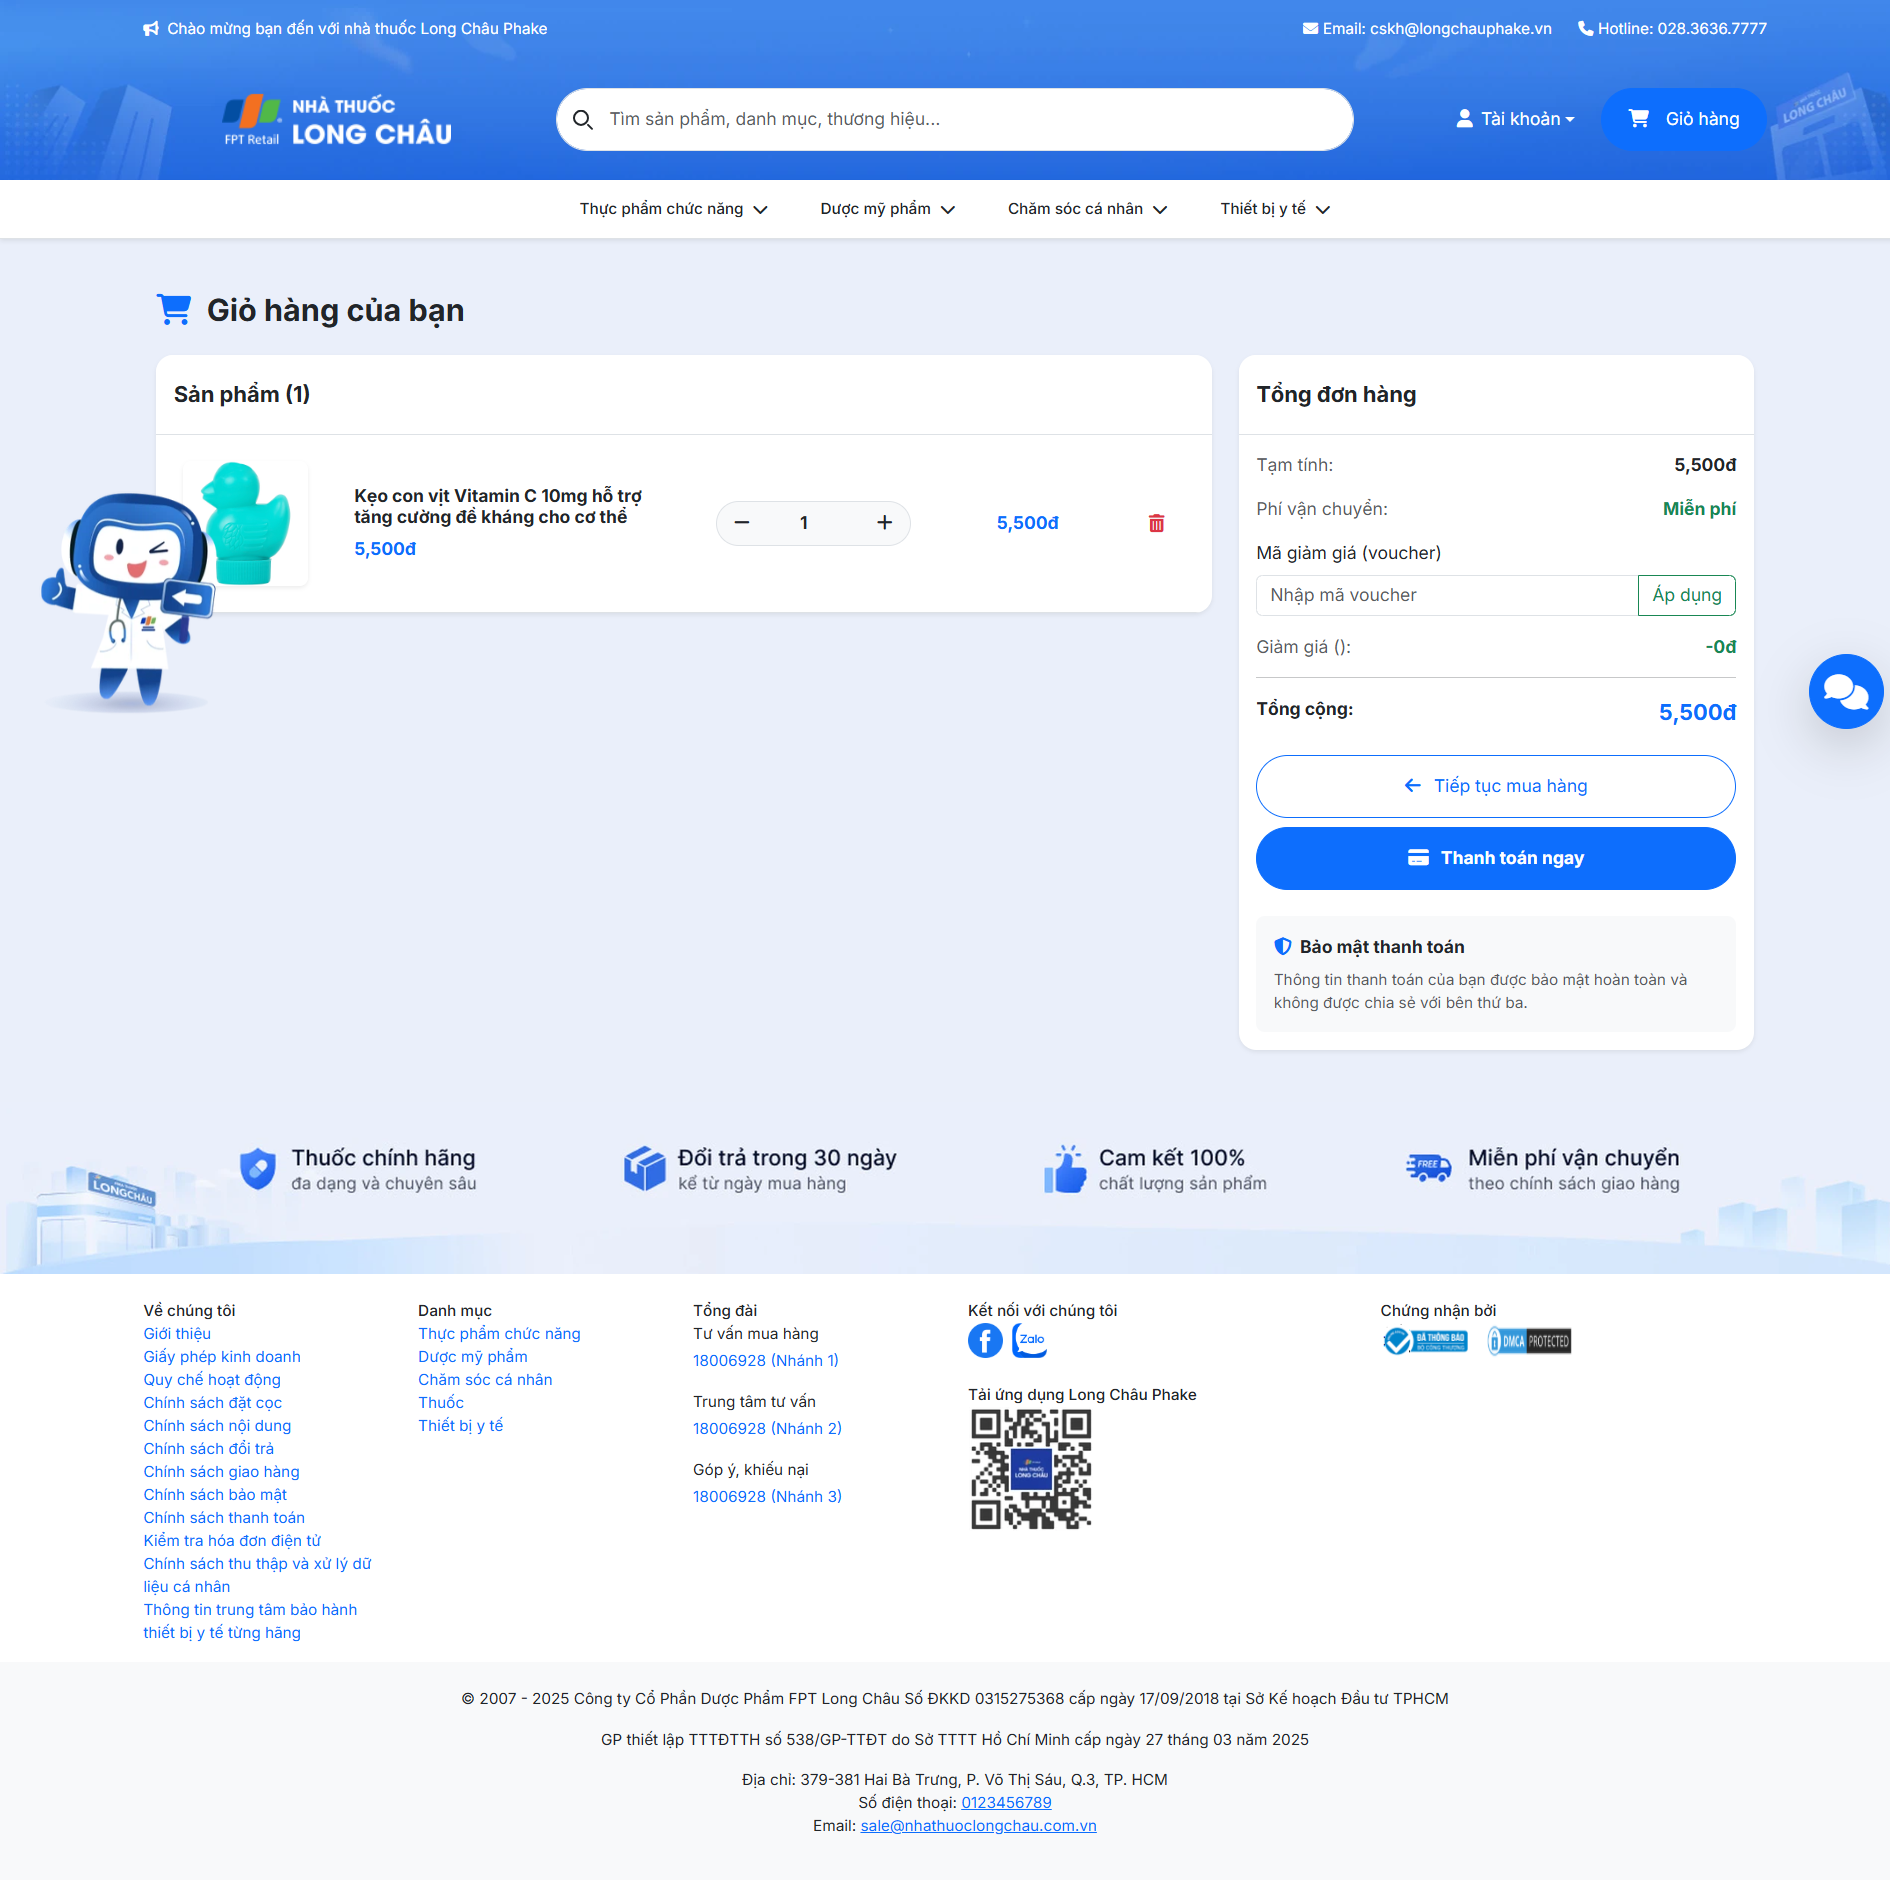 Chào mừng bạn đến với nhà thuốc Long Châu Phake
Email: cskh@longchauphake.vn
Hotline: 028.3636.7777
NHÀ THUỐC
FPT Retail LONG CHÂU
Tìm sản phẩm, danh mục, thương hiệu...
Tài khoản
Giỏ hàng
LONG CHÂU
Thực phẩm chức năng
Dược mỹ phẩm
Chăm sóc cá nhân
Thiết bị y tế
Giỏ hàng của bạn
Sản phẩm (1)
Kẹo con vịt Vitamin C 10mg hỗ trợ
tăng cường đề kháng cho cơ thể
5,500đ
1
5,500đ
Tổng đơn hàng
Tạm tính: 5,500đ
Phí vận chuyển: Miễn phí
Mã giảm giá (voucher)
Nhập mã voucher
Áp dụng
Giảm giá (): -0đ
Tổng cộng: 5,500đ
Tiếp tục mua hàng
Thanh toán ngay
Bảo mật thanh toán
Thông tin thanh toán của bạn được bảo mật hoàn toàn và
không được chia sẻ với bên thứ ba.
LONGCHÂU
Thuốc chính hãng
đa dạng và chuyên sâu
Đổi trả trong 30 ngày
kể từ ngày mua hàng
Cam kết 100%
chất lượng sản phẩm
FREE
Miễn phí vận chuyển
theo chính sách giao hàng
Về chúng tôi
Giới thiệu
Giấy phép kinh doanh
Quy chế hoạt động
Chính sách đặt cọc
Chính sách nội dung
Chính sách đổi trả
Chính sách giao hàng
Chính sách bảo mật
Chính sách thanh toán
Kiểm tra hóa đơn điện tử
Chính sách thu thập và xử lý dữ
liệu cá nhân
Thông tin trung tâm bảo hành
thiết bị y tế từng hãng
Danh mục
Thực phẩm chức năng
Dược mỹ phẩm
Chăm sóc cá nhân
Thuốc
Thiết bị y tế
Tổng đài
Tư vấn mua hàng
18006928 (Nhánh 1)
Trung tâm tư vấn
18006928 (Nhánh 2)
Góp ý, khiếu nại
18006928 (Nhánh 3)
Kết nối với chúng tôi
Zalo
Tải ứng dụng Long Châu Phake
NHÀ THUỐC
LONG CHÂU
Chứng nhận bởi
ĐÃ THÔNG BÁO
BỘ CÔNG THƯƠNG
DMCA PROTECTED
© 2007 - 2025 Công ty Cổ Phần Dược Phẩm FPT Long Châu Số ĐKKD 0315275368 cấp ngày 17/09/2018 tại Sở Kế hoạch Đầu tư TPHCM
GP thiết lập TTTĐTTH số 538/GP-TTĐT do Sở TTTT Hồ Chí Minh cấp ngày 27 tháng 03 năm 2025
Địa chỉ: 379-381 Hai Bà Trưng, P. Võ Thị Sáu, Q.3, TP. HCM
Số điện thoại: 0123456789
Email: sale@nhathuoclongchau.com.vn